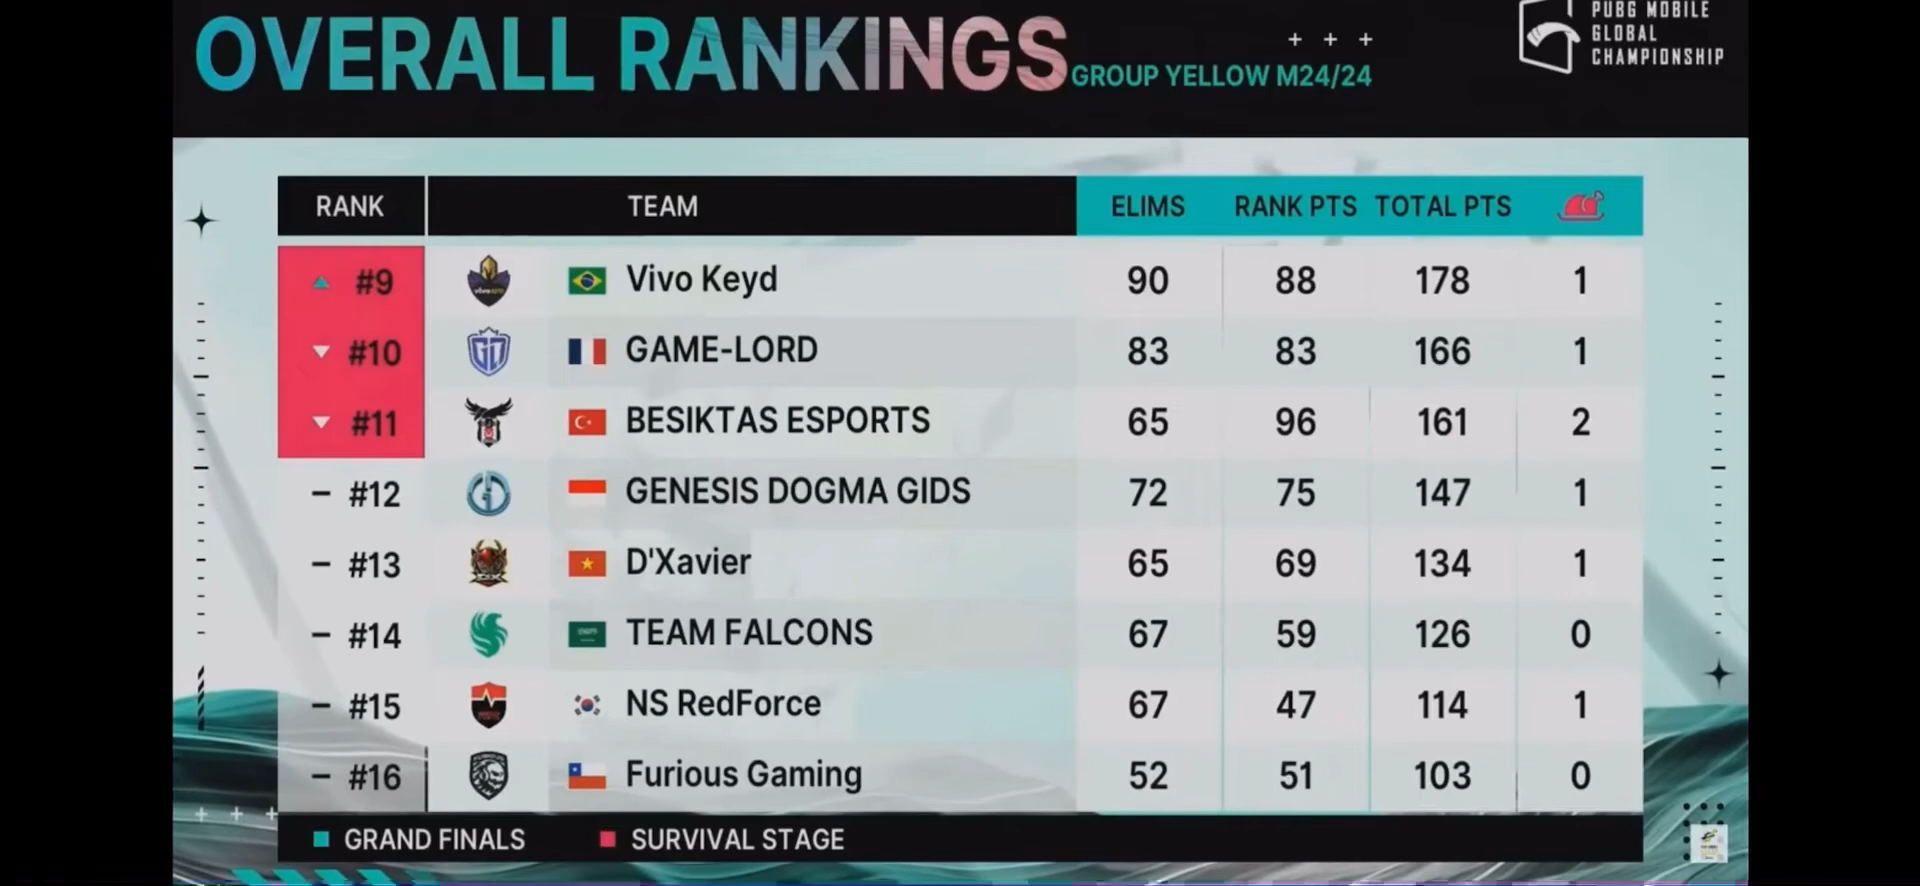 OVERALL RANKINGS GROUP YELLOW M24/24
PUBG MOBILE
GLOBAL
CHAMPIONSHIP
RANK TEAM ELIMS RANK PTS TOTAL PTS
#9 Vivo Keyd 90 88 178 1
#10 GAME-LORD 83 83 166 1
#11 BESIKTAS ESPORTS 65 96 161 2
#12 GENESIS DOGMA GIDS 72 75 147 1
#13 D'Xavier 65 69 134 1
#14 TEAM FALCONS 67 59 126 0
#15 NS RedForce 67 47 114 1
#16 Furious Gaming 52 51 103 0
GRAND FINALS SURVIVAL STAGE